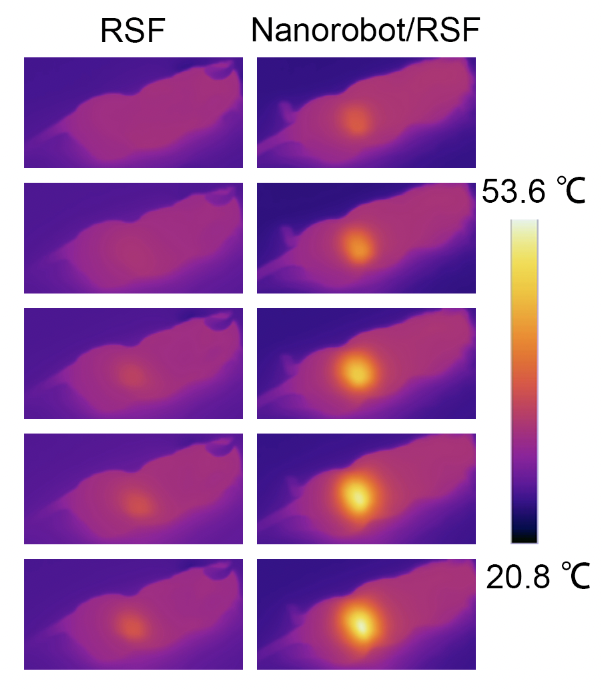 RSF
Nanorobot/RSF
53.6 ℃
20.8 ℃